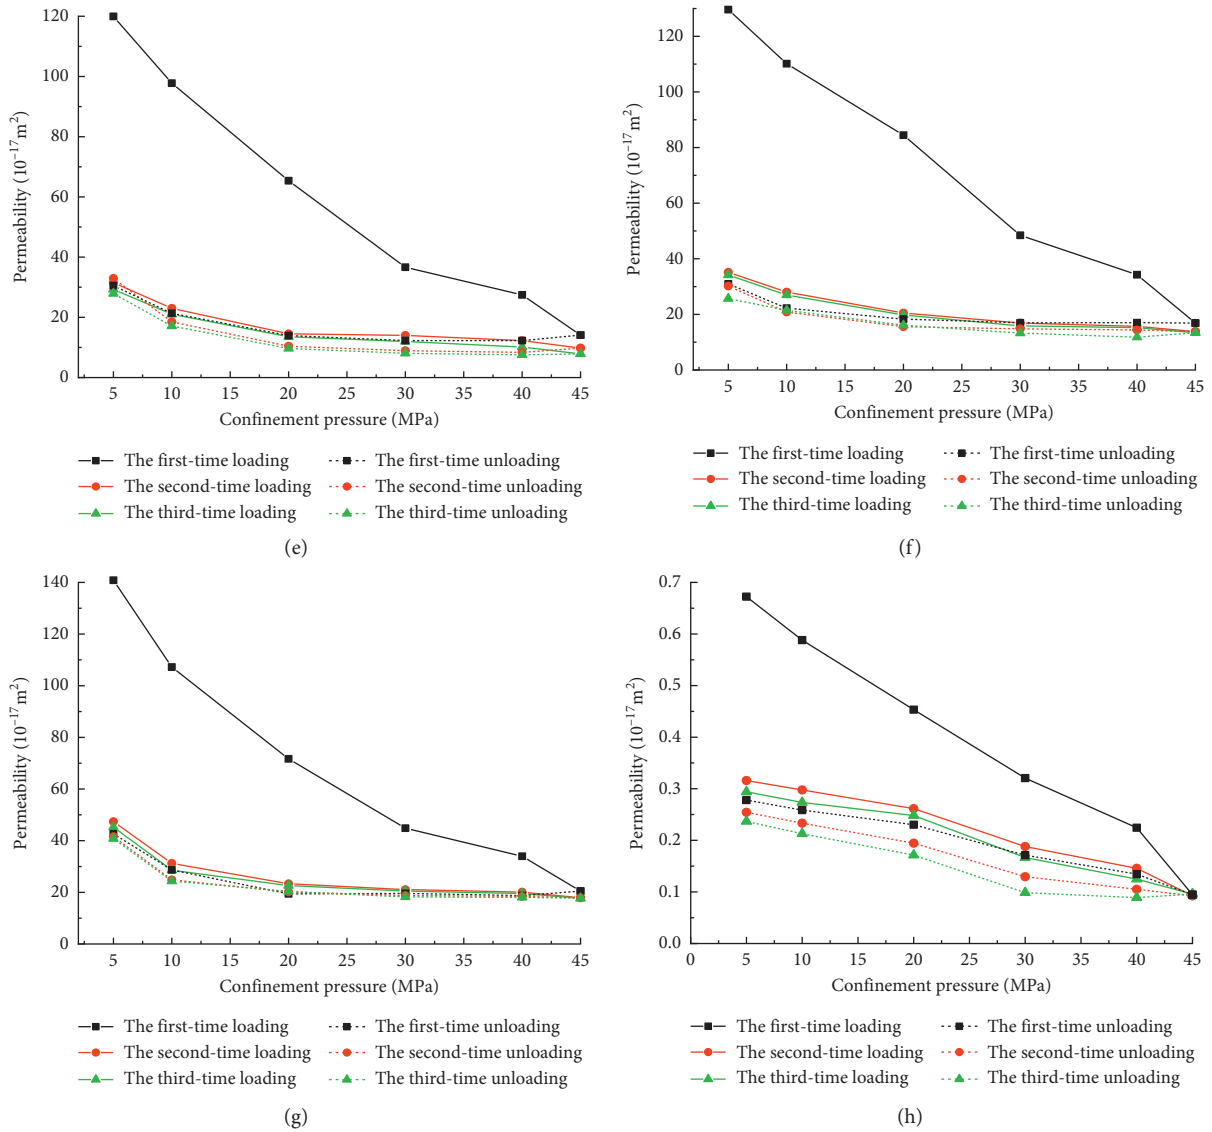 120
100
80
60
40
20
0
Permeability (10⁻¹⁷ m²)
5 10 15 20 25 30 35 40 45
Confinement pressure (MPa)
The first-time loading The first-time unloading
The second-time loading The second-time unloading
The third-time loading The third-time unloading
(e)
120
100
80
60
40
20
0
Permeability (10⁻¹⁷ m²)
5 10 15 20 25 30 35 40 45
Confinement pressure (MPa)
The first-time loading The first-time unloading
The second-time loading The second-time unloading
The third-time loading The third-time unloading
(f)
140
120
100
80
60
40
20
0
Permeability (10⁻¹⁷ m²)
5 10 15 20 25 30 35 40 45
Confinement pressure (MPa)
The first-time loading The first-time unloading
The second-time loading The second-time unloading
The third-time loading The third-time unloading
(g)
0.7
0.6
0.5
0.4
0.3
0.2
0.1
0.0
Permeability (10⁻¹⁷ m²)
0 5 10 15 20 25 30 35 40 45
Confinement pressure (MPa)
The first-time loading The first-time unloading
The second-time loading The second-time unloading
The third-time loading The third-time unloading
(h)